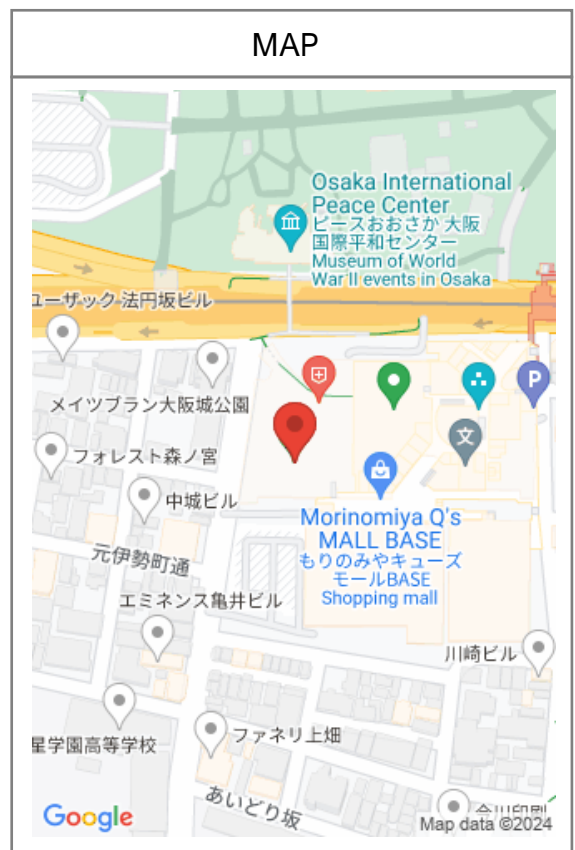 MAP
Osaka International
Peace Center
ピースおおさか 大阪
国際平和センター
Museum of World
War II events in Osaka
ユーザック 法円坂ビル
メイツブラン大阪城公園
フォレスト森ノ宮
中城ビル
P
文
Morinomiya Q's
MALL BASE
もりのみやキューズ
モールBASE
Shopping mall
元伊勢町通
エミネンス亀井ビル
川崎ビル
星学園高等学校
ファネリ上畑
あいどり坂
Google
Map data ©2024